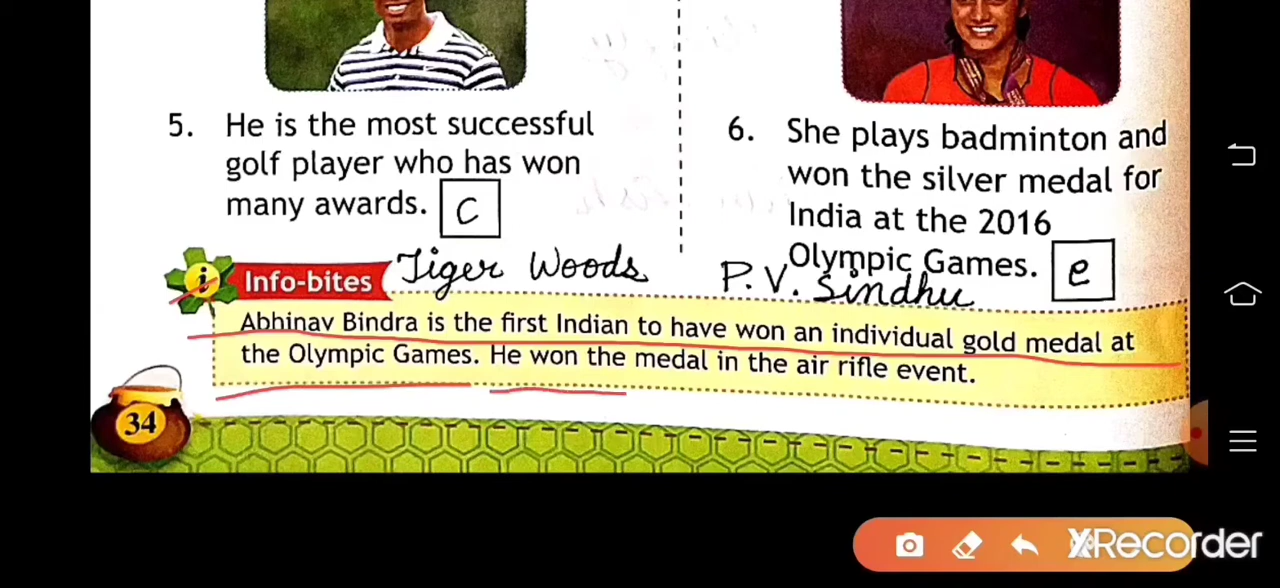 5. He is the most successful
golf player who has won
many awards. C
Tiger Woods
6. She plays badminton and
won the silver medal for
India at the 2016
Olympic Games. e
P.V. Sindhu
i Info-bites
Abhinav Bindra is the first Indian to have won an individual gold medal at
the Olympic Games. He won the medal in the air rifle event.
34
XRecorder